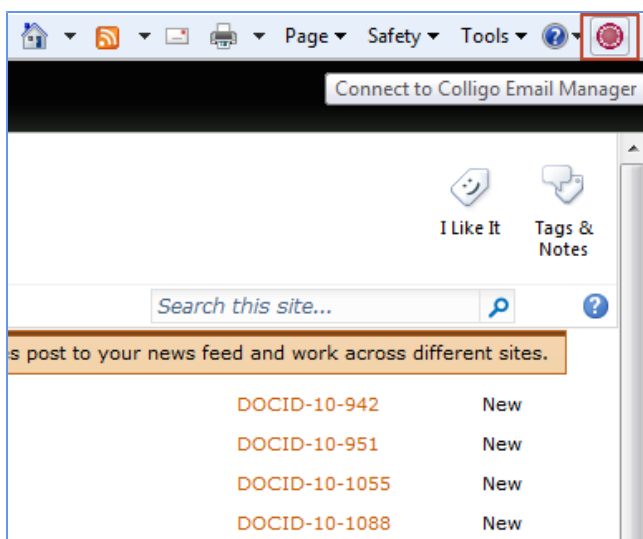 Page Safety Tools
Connect to Colligo Email Manager
I Like It
Tags &
Notes
Search this site...
s post to your news feed and work across different sites.
DOCID-10-942 New
DOCID-10-951 New
DOCID-10-1055 New
DOCID-10-1088 New